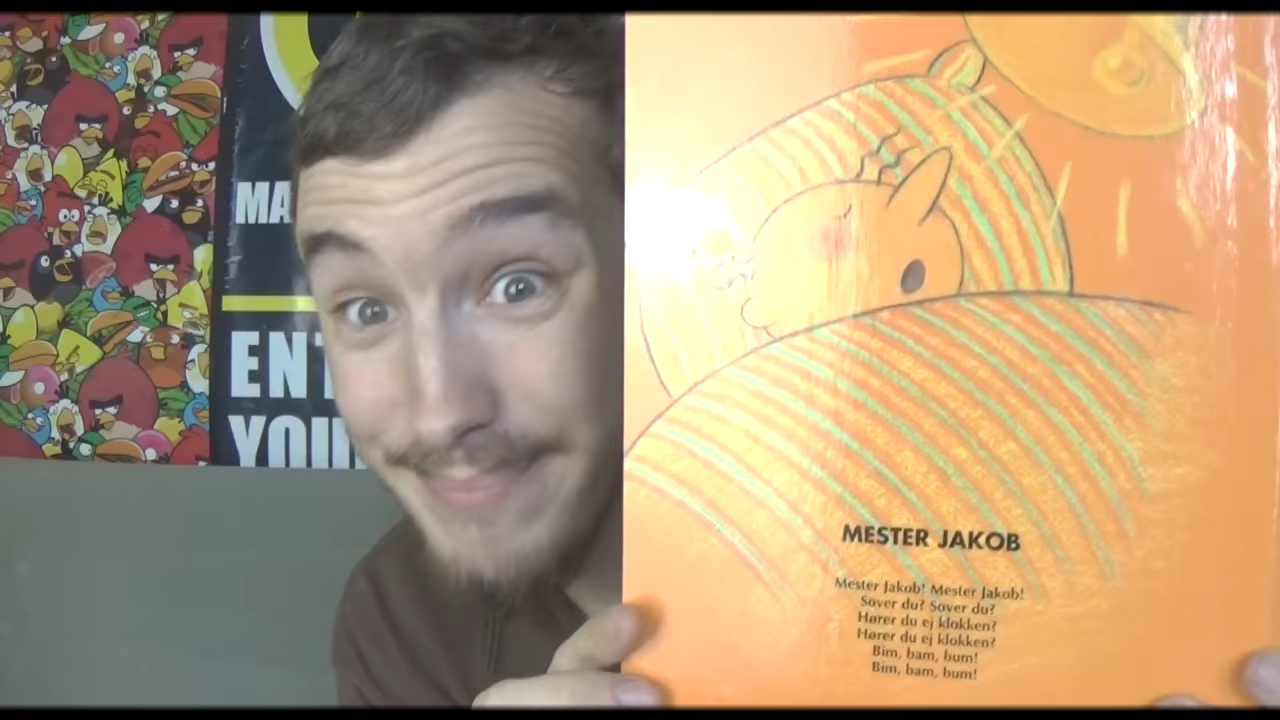 MA
ENT
YOU
MESTER JAKOB
Mester Jakob! Mester Jakob!
Sover du? Sover du?
Hører du ej klokken?
Hører du ej klokken?
Bim, bam, bum!
Bim, bam, bum!